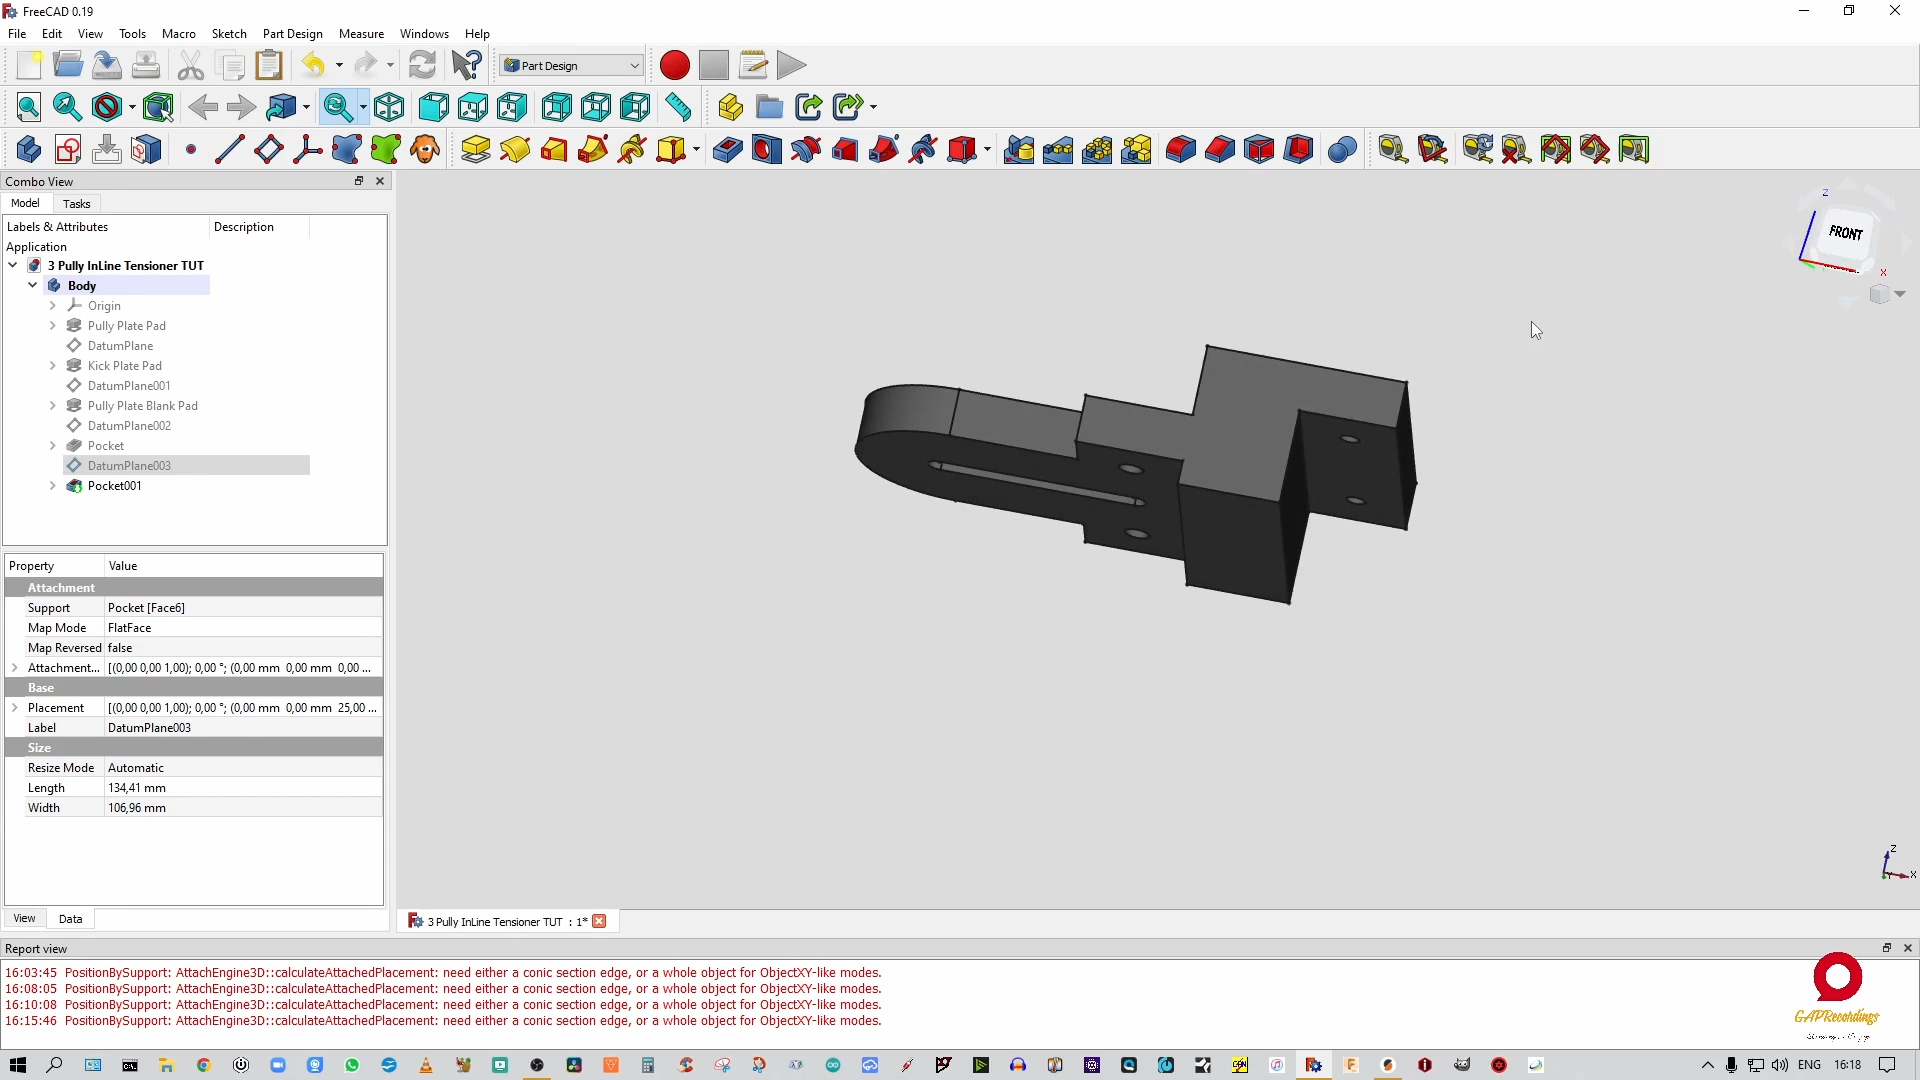 FreeCAD 0.19
File Edit View Tools Macro Sketch Part Design Measure Windows Help
Part Design
Combo View
Model Tasks
Labels & Attributes Description
Application
3 Pully InLine Tensioner TUT
Body
Origin
Pully Plate Pad
DatumPlane
Kick Plate Pad
DatumPlane001
Pully Plate Blank Pad
DatumPlane002
Pocket
DatumPlane003
Pocket001
Property Value
Attachment
Support Pocket [Face6]
Map Mode FlatFace
Map Reversed false
Attachment... [(0,00 0,00 1,00); 0,00 °; (0,00 mm 0,00 mm 0,00 ...
Base
Placement [(0,00 0,00 1,00); 0,00 °; (0,00 mm 0,00 mm 25,00 ...
Label DatumPlane003
Size
Resize Mode Automatic
Length 134,41 mm
Width 106,96 mm
View Data
Z
FRONT
X
Z
X
3 Pully InLine Tensioner TUT : 1*
Report view
16:03:45 PositionBySupport: AttachEngine3D::calculateAttachedPlacement: need either a conic section edge, or a whole object for ObjectXY-like modes.
16:08:05 PositionBySupport: AttachEngine3D::calculateAttachedPlacement: need either a conic section edge, or a whole object for ObjectXY-like modes.
16:10:08 PositionBySupport: AttachEngine3D::calculateAttachedPlacement: need either a conic section edge, or a whole object for ObjectXY-like modes.
16:15:46 PositionBySupport: AttachEngine3D::calculateAttachedPlacement: need either a conic section edge, or a whole object for ObjectXY-like modes.
GAPRecordings
ENG 16:18